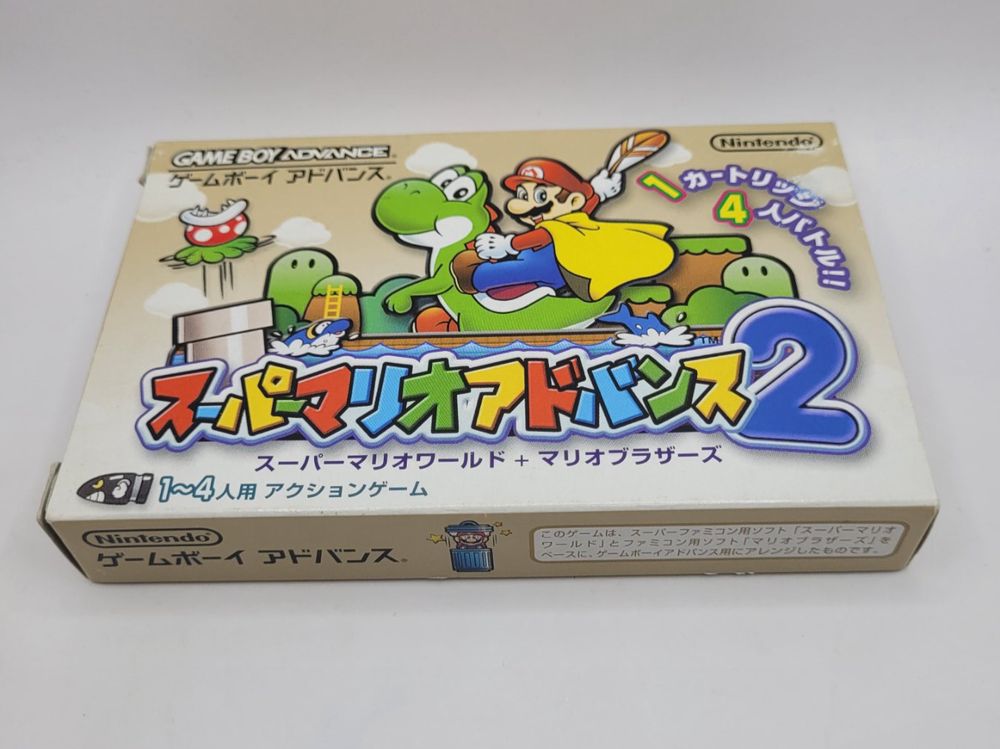 GAME BOY ADVANCE
ゲームボーイ アドバンス®
Nintendo®
1カートリッジ
4人バトル!!
M
スーパーマリオアドバンス2
TM
スーパーマリオワールド + マリオブラザーズ
1〜4人用 アクションゲーム
Nintendo®
ゲームボーイ アドバンス®
このゲームは、スーパーファミコン用ソフト「スーパーマリオ
ワールド」とファミコン用ソフト「マリオブラザーズ」を
ベースに、ゲームボーイアドバンス用にアレンジしたものです。